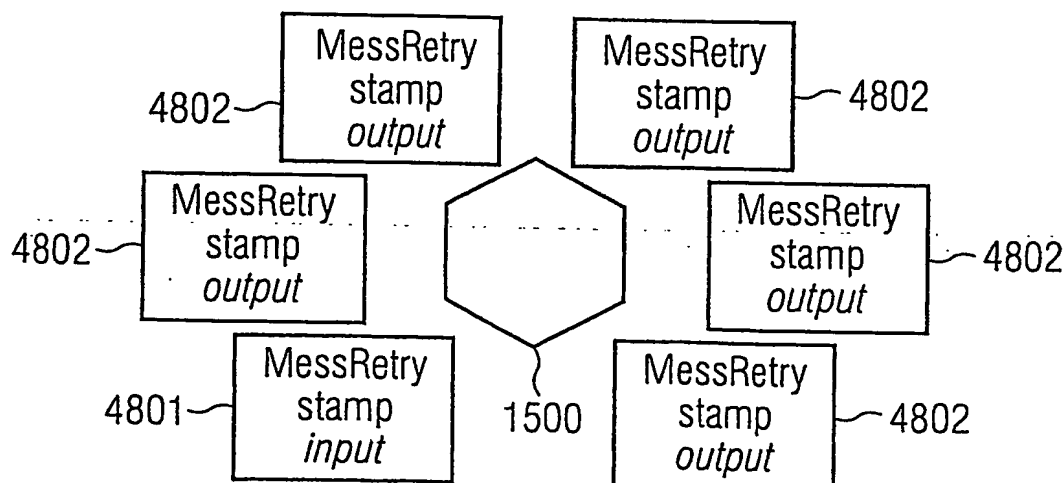 MessRetry
stamp
output
4802
MessRetry
stamp
output
4802
MessRetry
stamp
output
4802
MessRetry
stamp
output
4802
MessRetry
stamp
input
4801
1500
MessRetry
stamp
output
4802